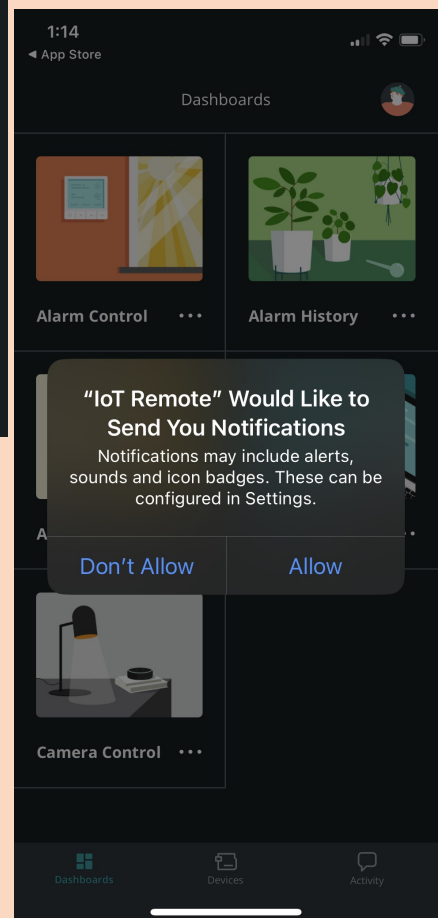 1:14
◀ App Store
Dashboards
Alarm Control •••
Alarm History •••
“IoT Remote” Would Like to
Send You Notifications
Notifications may include alerts,
sounds and icon badges. These can be
configured in Settings.
Don’t Allow
Allow
Camera Control •••
Dashboards
Devices
Activity